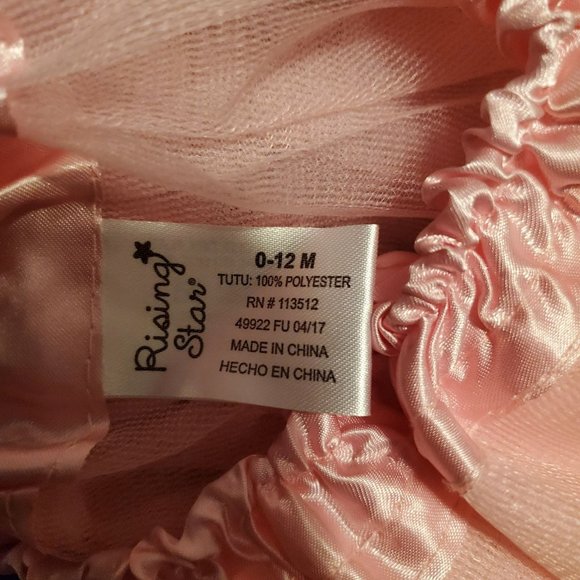 Rising
Star®
0-12 M
TUTU: 100% POLYESTER
RN # 113512
49922 FU 04/17
MADE IN CHINA
HECHO EN CHINA